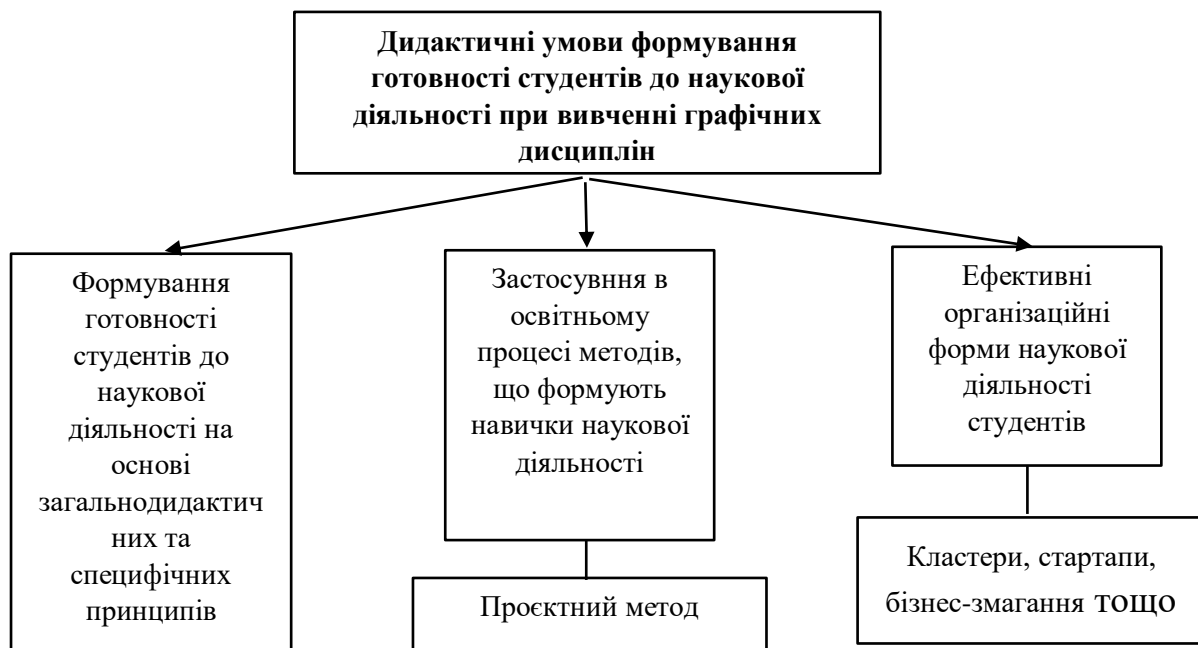 Дидактичні умови формування
готовності студентів до наукової
діяльності при вивченні графічних
дисциплін
Формування
готовності
студентів до
наукової
діяльності на
основі
загальнодидактич
них та
специфічних
принципів
Застосувння в
освітньому
процесі методів,
що формують
навички наукової
діяльності
Проєктний метод
Ефективні
організаційні
форми наукової
діяльності
студентів
Кластери, стартапи,
бізнес-змагання тощо